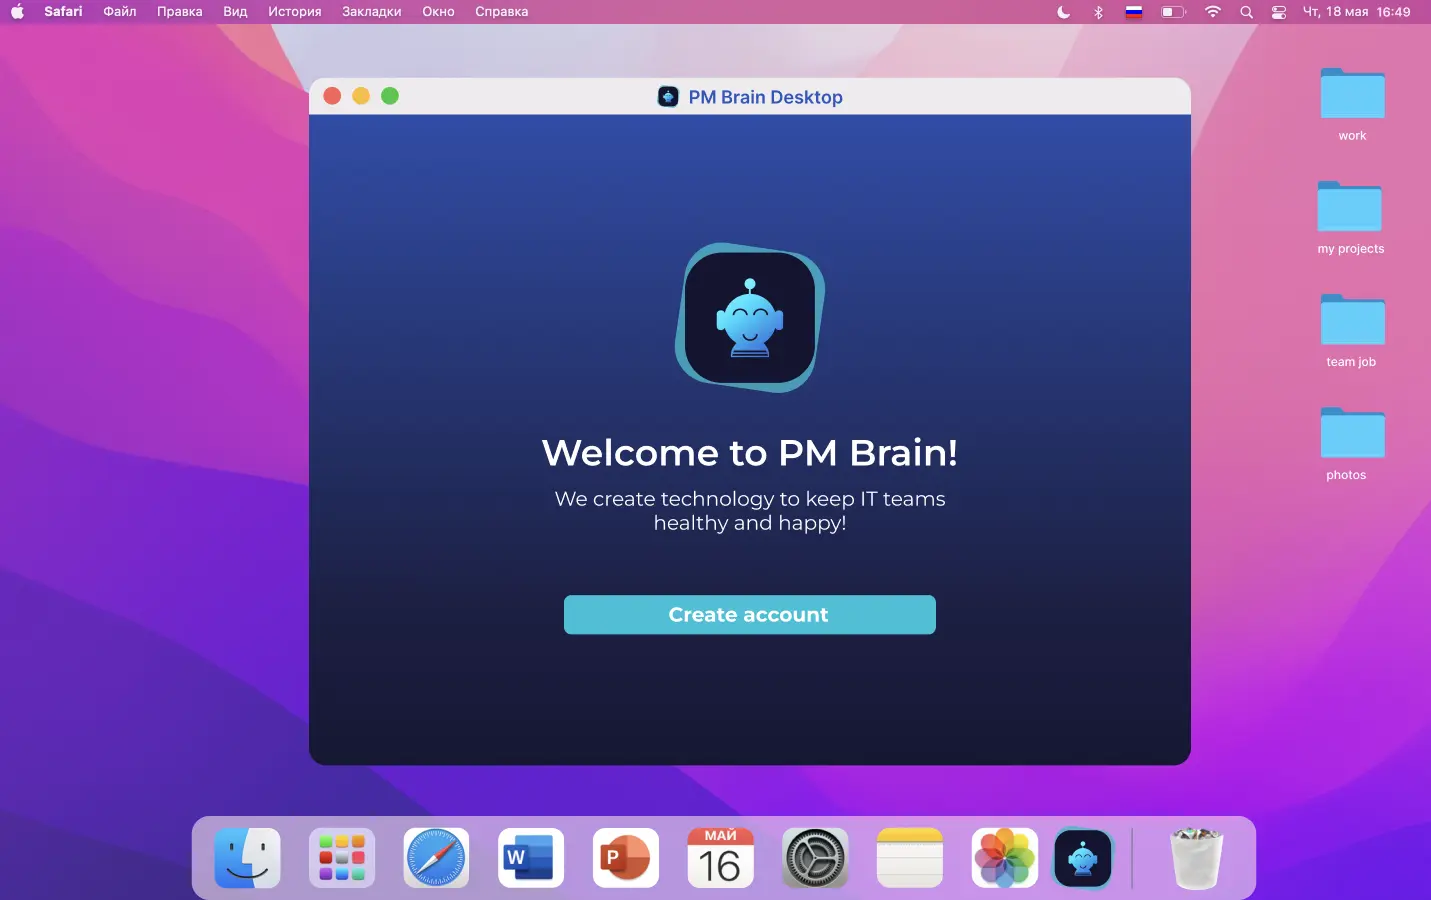 Safari Файл Правка Вид История Закладки Окно Справка Чт, 18 мая 16:49
PM Brain Desktop
work
my projects
team job
photos
Welcome to PM Brain!
We create technology to keep IT teams
healthy and happy!
Create account
W
P
МАЙ
16